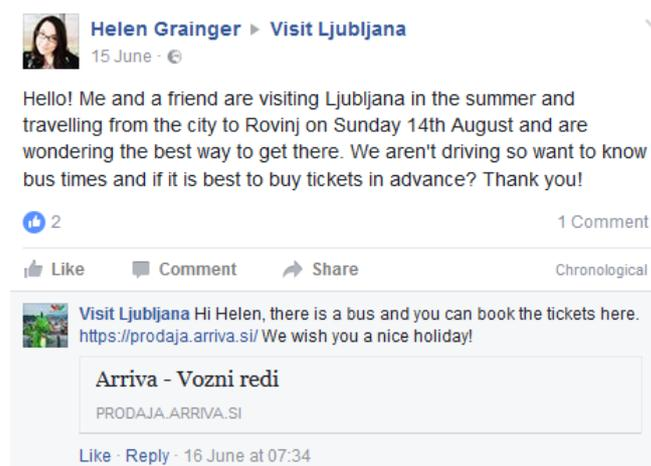 Helen Grainger ▸ Visit Ljubljana
15 June ·
Hello! Me and a friend are visiting Ljubljana in the summer and
travelling from the city to Rovinj on Sunday 14th August and are
wondering the best way to get there. We aren't driving so want to know
bus times and if it is best to buy tickets in advance? Thank you!
2 1 Comment
Like Comment Share Chronological
Visit Ljubljana Hi Helen, there is a bus and you can book the tickets here.
https://prodaja.arriva.si/ We wish you a nice holiday!
Arriva - Vozni redi
PRODAJA.ARRIVA.SI
Like · Reply · 16 June at 07:34